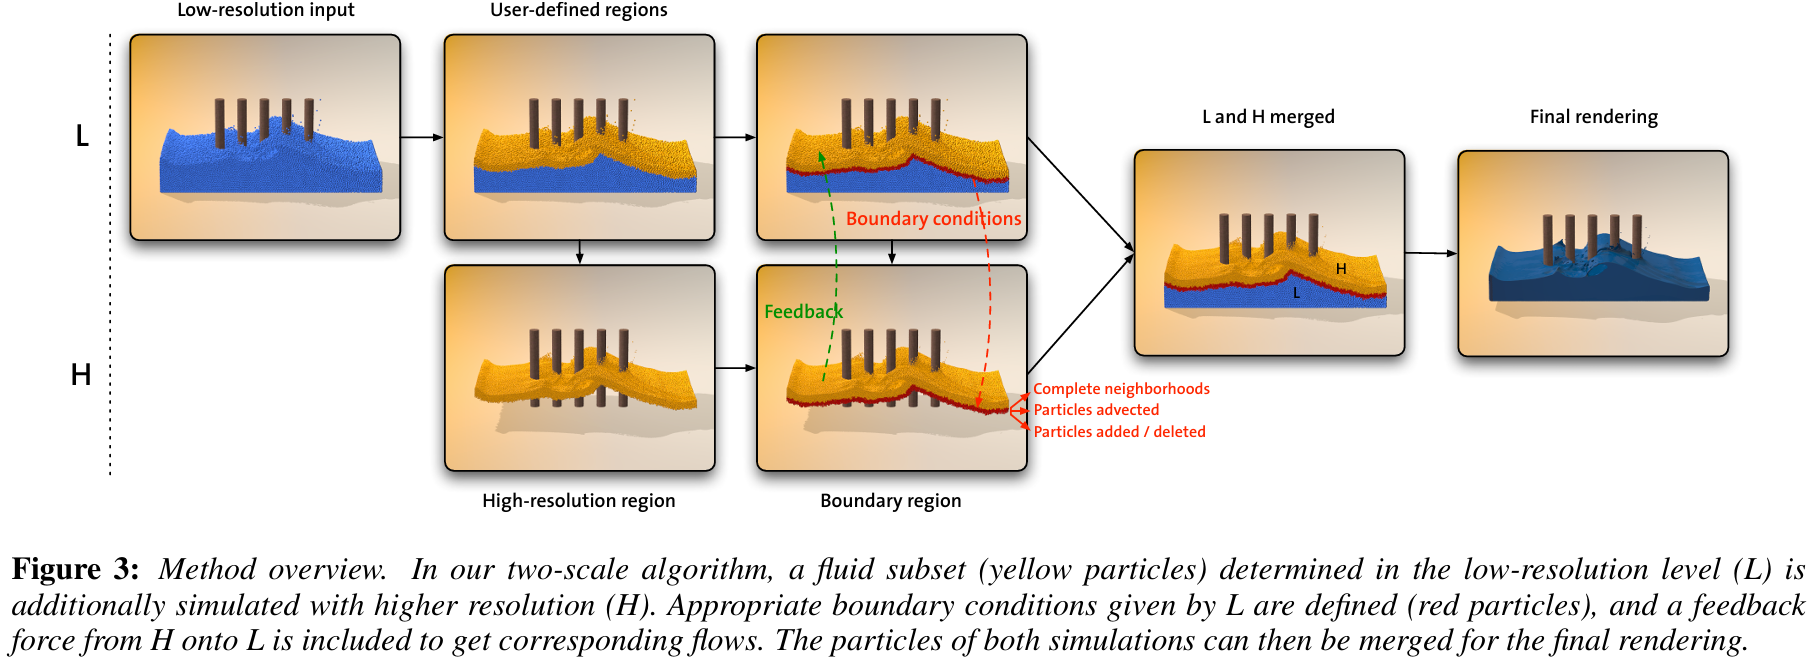 Low-resolution input
User-defined regions
L
Boundary conditions
L and H merged
Final rendering
H
L
Feedback
H
Complete neighborhoods
Particles advected
Particles added / deleted
High-resolution region
Boundary region
Figure 3: Method overview. In our two-scale algorithm, a fluid subset (yellow particles) determined in the low-resolution level (L) is
additionally simulated with higher resolution (H). Appropriate boundary conditions given by L are defined (red particles), and a feedback
force from H onto L is included to get corresponding flows. The particles of both simulations can then be merged for the final rendering.